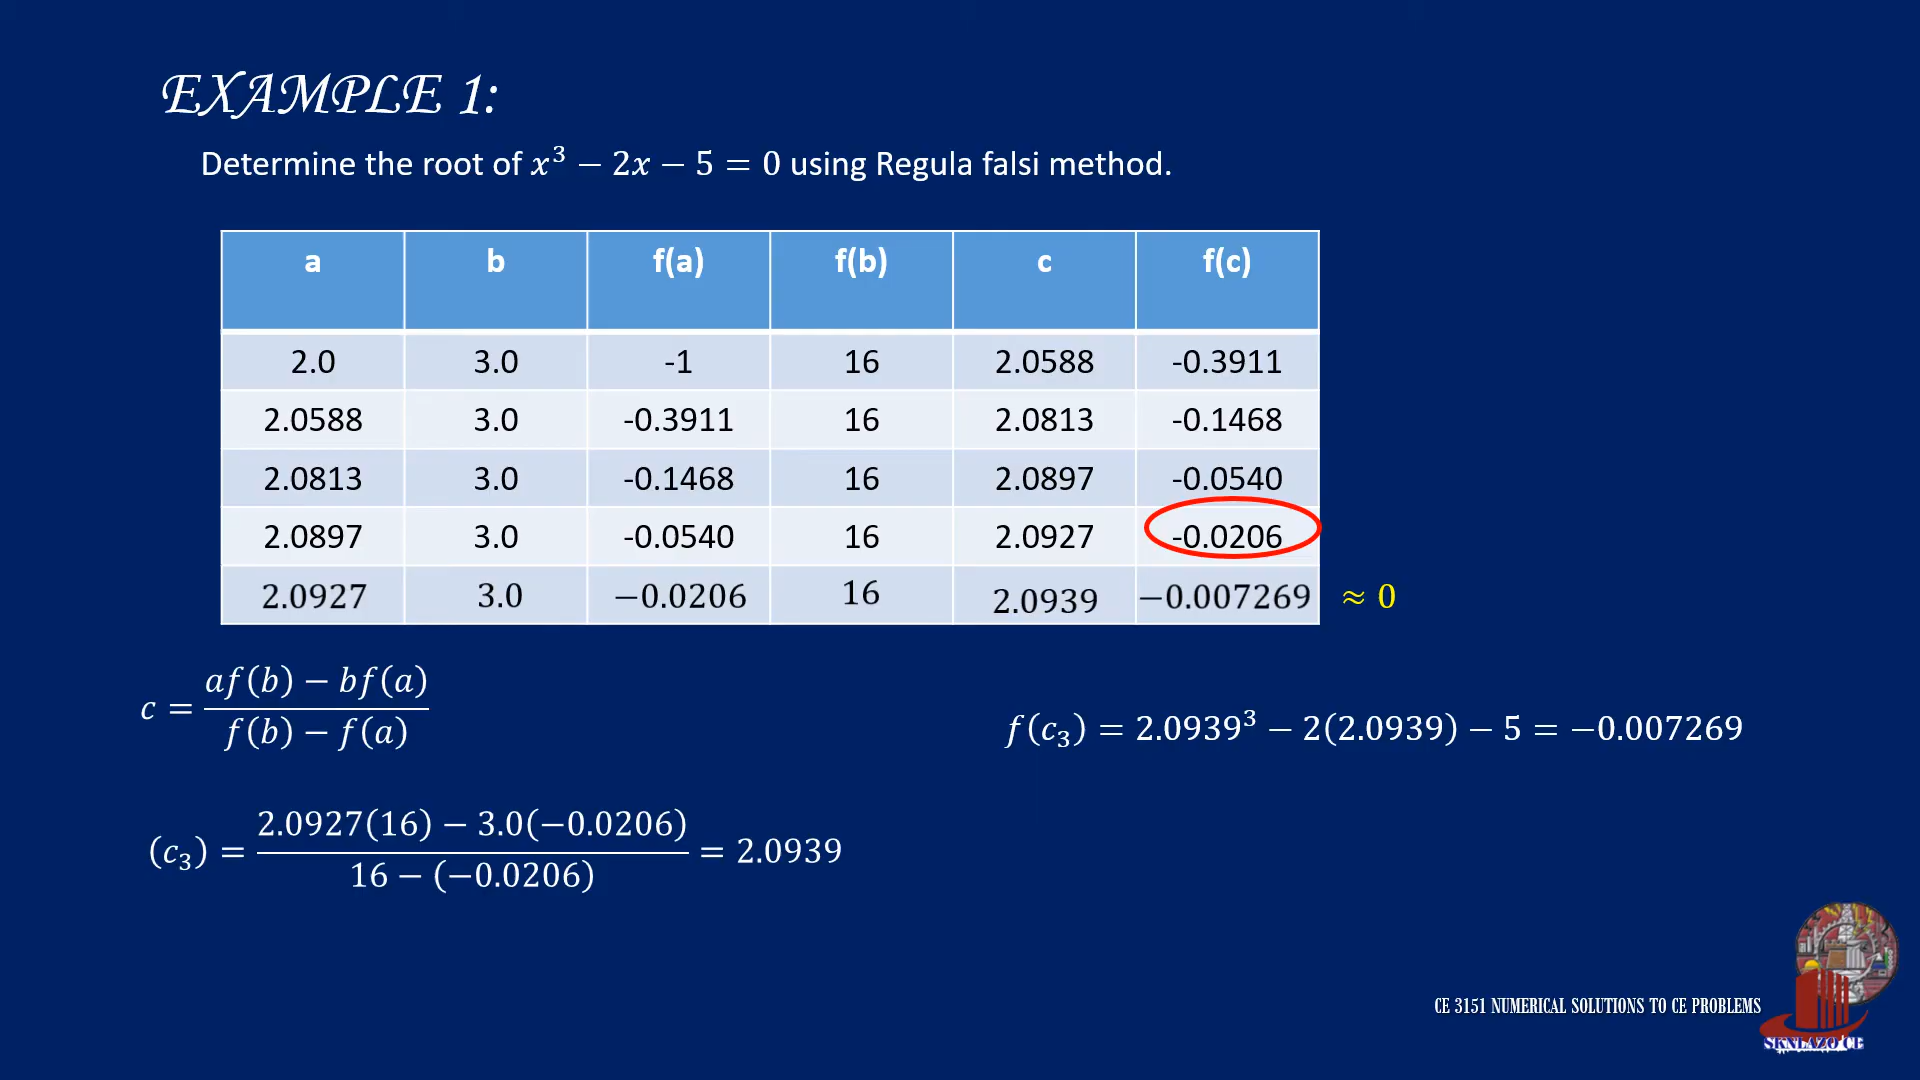 EXAMPLE 1:
Determine the root of x³ − 2x − 5 = 0 using Regula falsi method.
a b f(a) f(b) c f(c)
2.0 3.0 -1 16 2.0588 -0.3911
2.0588 3.0 -0.3911 16 2.0813 -0.1468
2.0813 3.0 -0.1468 16 2.0897 -0.0540
2.0897 3.0 -0.0540 16 2.0927 -0.0206
2.0927 3.0 −0.0206 16 2.0939 −0.007269 ≈ 0
c = (af(b) − bf(a)) / (f(b) − f(a))
f(c₃) = 2.0939³ − 2(2.0939) − 5 = −0.007269
(c₃) = (2.0927(16) − 3.0(−0.0206)) / (16 − (−0.0206)) = 2.0939
CE 3151 NUMERICAL SOLUTIONS TO CE PROBLEMS
SKNLAZO CE